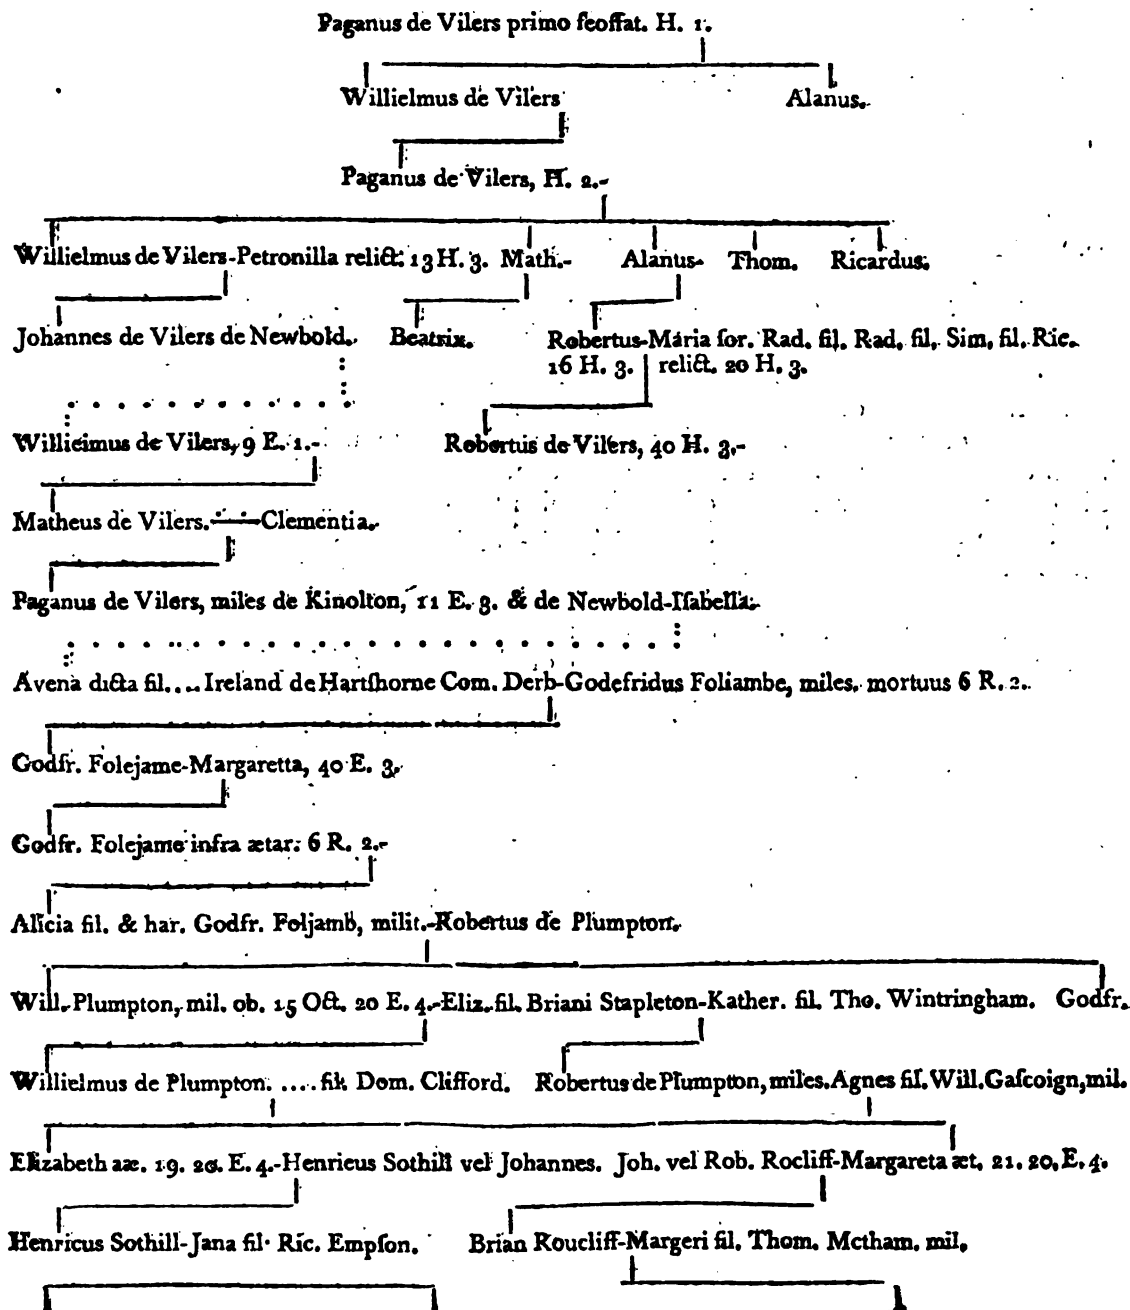 Paganus de Vilers primo feoffat. H. 1.
Willielmus de Vilers Alanus.
Paganus de Vilers, H. 2.-
Willielmus de Vilers-Petronilla relict. 13 H. 3. Math.- Alanus- Thom. Ricardus.
Johannes de Vilers de Newbold. Beatrix. Robertus-Maria sor. Rad. fil. Rad. fil. Sim. fil. Ric.
16 H. 3. relict. 20 H. 3.
Willielmus de Vilers, 9 E. 1.- Robertus de Vilers, 40 H. 3.-
Matheus de Vilers.——Clementia.
Paganus de Vilers, miles de Kinolton, 11 E. 3. & de Newbold-Isabella.
Avena dicta fil.... Ireland de Hartshorne Com. Derb-Godefridus Foliambe, miles. mortuus 6 R. 2.
Godfr. Folejame-Margaretta, 40 E. 3.
Godfr. Folejame infra ætat. 6 R. 2.-
Alicia fil. & har. Godfr. Foljamb, milit.-Robertus de Plumpton.
Will. Plumpton, mil. ob. 15 Oct. 20 E. 4.-Eliz. fil. Briani Stapleton-Kather. fil. Tho. Wintringham. Godfr.
Willielmus de Plumpton. .... fil. Dom. Clifford. Robertus de Plumpton, miles. Agnes fil. Will. Gascoign, mil.
Elizabeth aæ. 19. 20. E. 4.-Henricus Sothill vel Johannes. Joh. vel Rob. Rocliff-Margareta æt. 21. 20. E. 4.
Henricus Sothill-Jana fil. Ric. Empson. Brian Roucliff-Margeri fil. Thom. Mctham. mil.